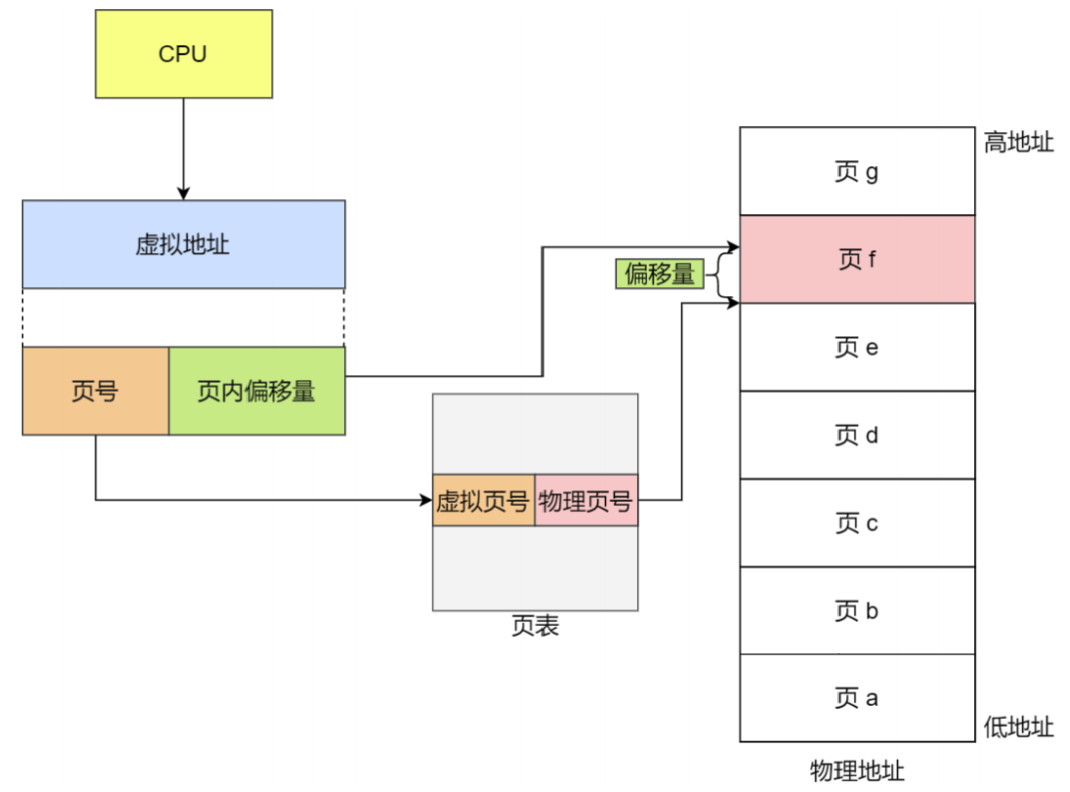 CPU
虚拟地址
页号
页内偏移量
虚拟页号
物理页号
页表
偏移量
高地址
页 g
页 f
页 e
页 d
页 c
页 b
页 a
低地址
物理地址